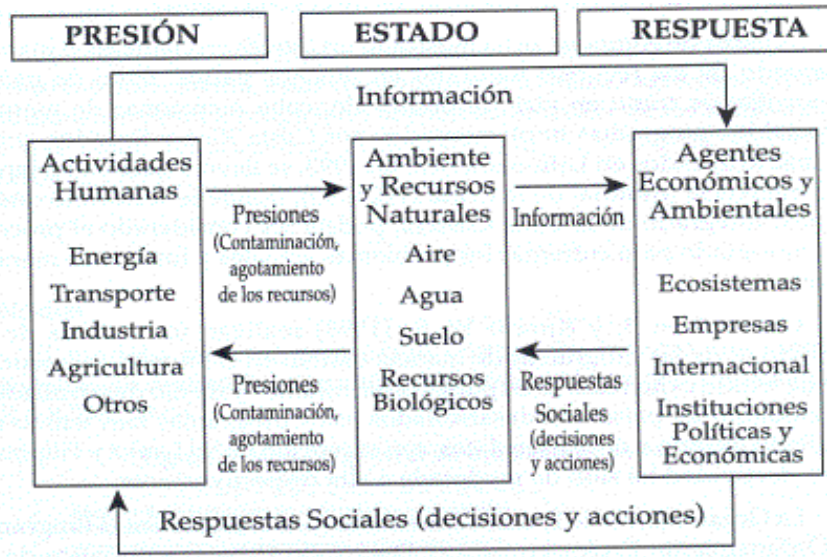 PRESIÓN
ESTADO
RESPUESTA
Información
Actividades
Humanas
Energía
Transporte
Industria
Agricultura
Otros
Presiones
(Contaminación,
agotamiento
de los recursos)
Presiones
(Contaminación,
agotamiento
de los recursos)
Ambiente
y Recursos
Naturales
Aire
Agua
Suelo
Recursos
Biológicos
Información
Respuestas
Sociales
(decisiones
y acciones)
Agentes
Económicos y
Ambientales
Ecosistemas
Empresas
Internacional
Instituciones
Políticas y
Económicas
Respuestas Sociales (decisiones y acciones)